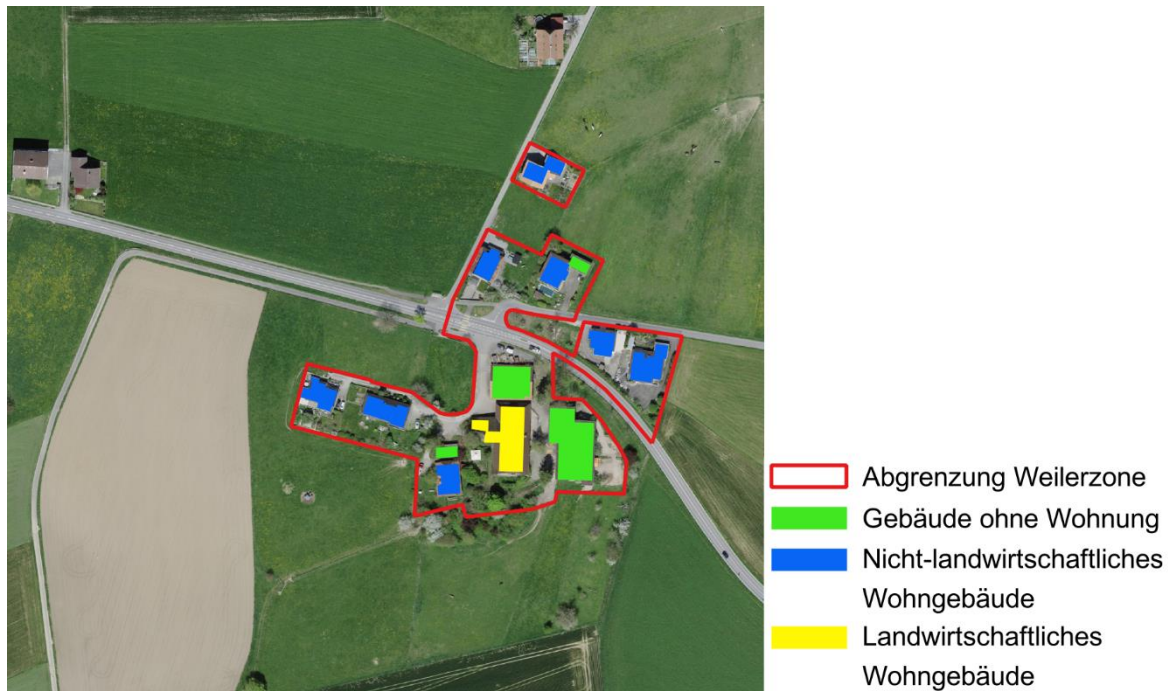 Abgrenzung Weilerzone
Gebäude ohne Wohnung
Nicht-landwirtschaftliches
Wohngebäude
Landwirtschaftliches
Wohngebäude